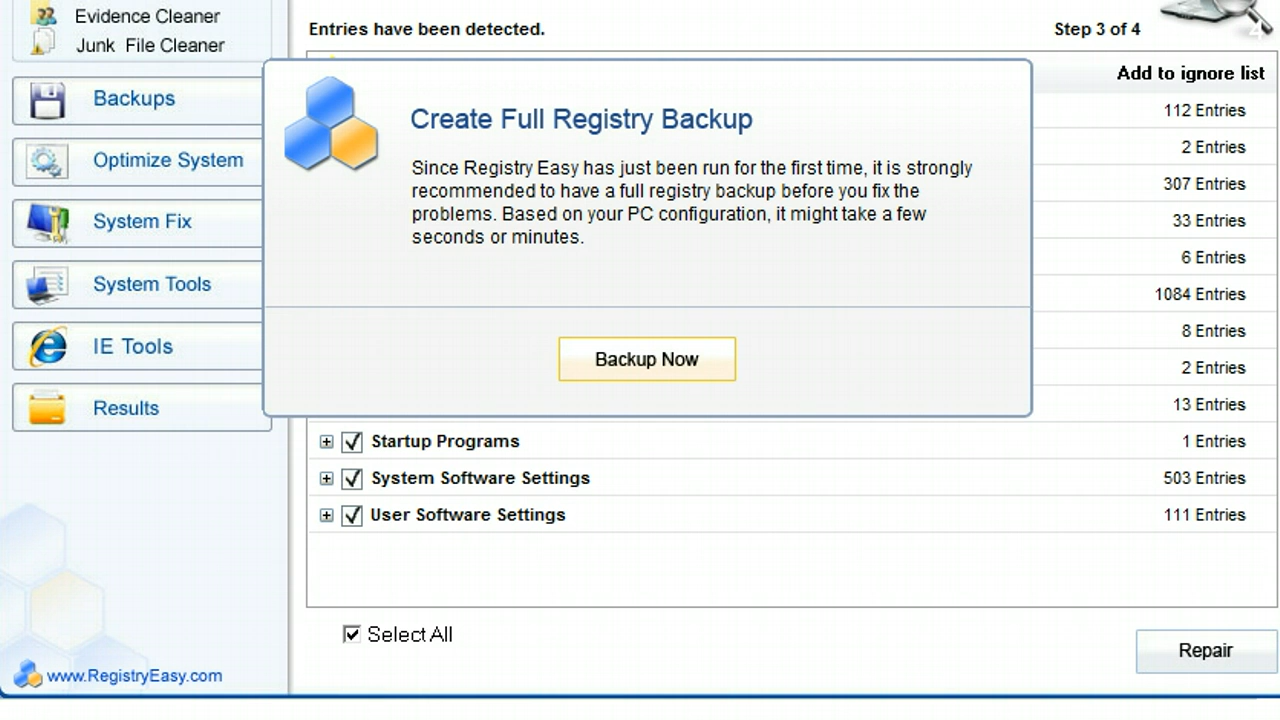 Evidence Cleaner
Junk File Cleaner
Backups
Optimize System
System Fix
System Tools
IE Tools
Results
www.RegistryEasy.com
Entries have been detected.
Step 3 of 4
Add to ignore list
112 Entries
2 Entries
307 Entries
33 Entries
6 Entries
1084 Entries
8 Entries
2 Entries
13 Entries
Create Full Registry Backup
Since Registry Easy has just been run for the first time, it is strongly
recommended to have a full registry backup before you fix the
problems. Based on your PC configuration, it might take a few
seconds or minutes.
Backup Now
Startup Programs 1 Entries
System Software Settings 503 Entries
User Software Settings 111 Entries
Select All
Repair